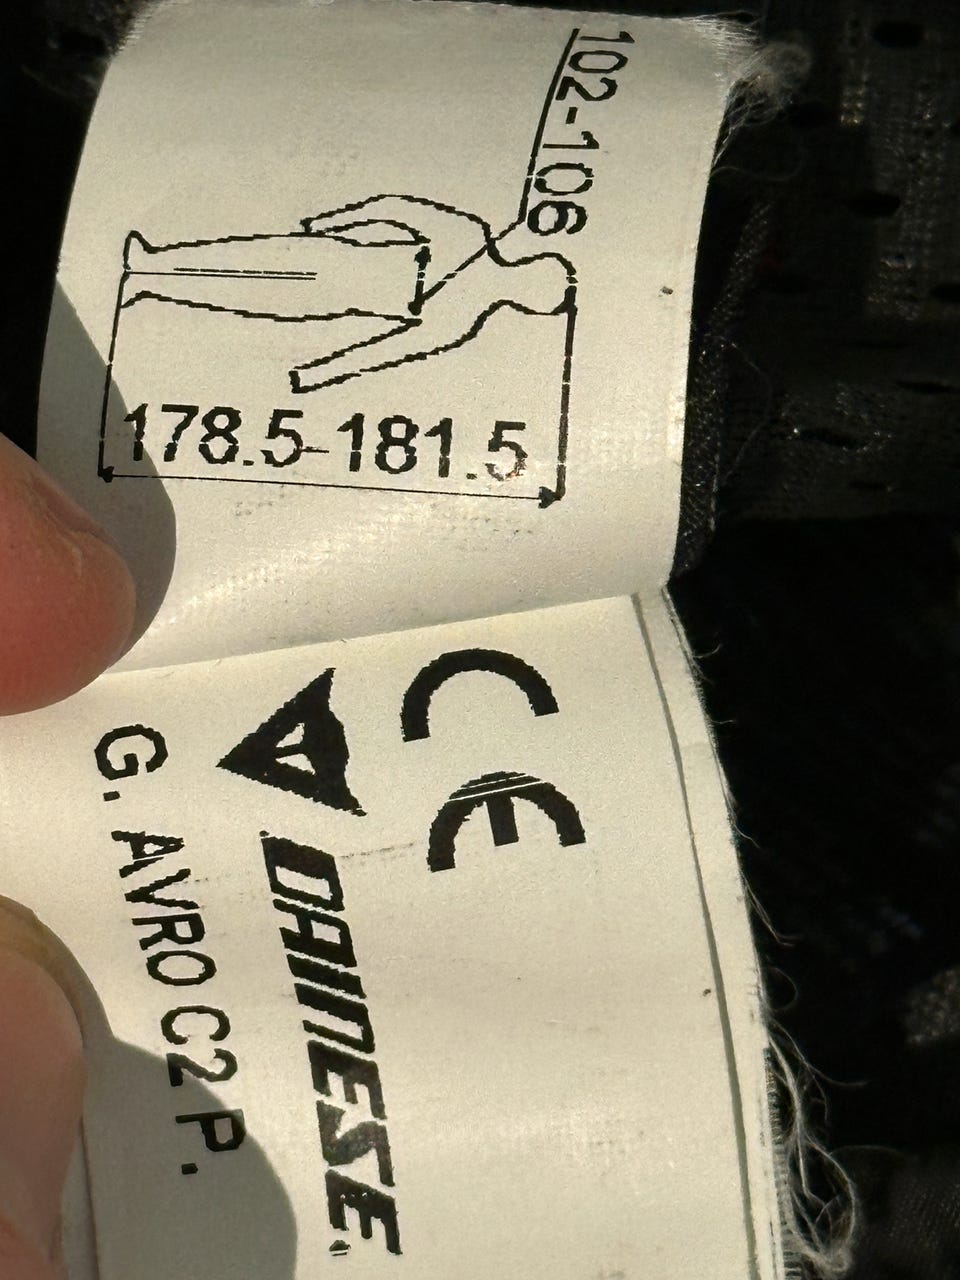 102-106
178.5-181.5
CE
DAINESE.
G. AVRO C2 P.